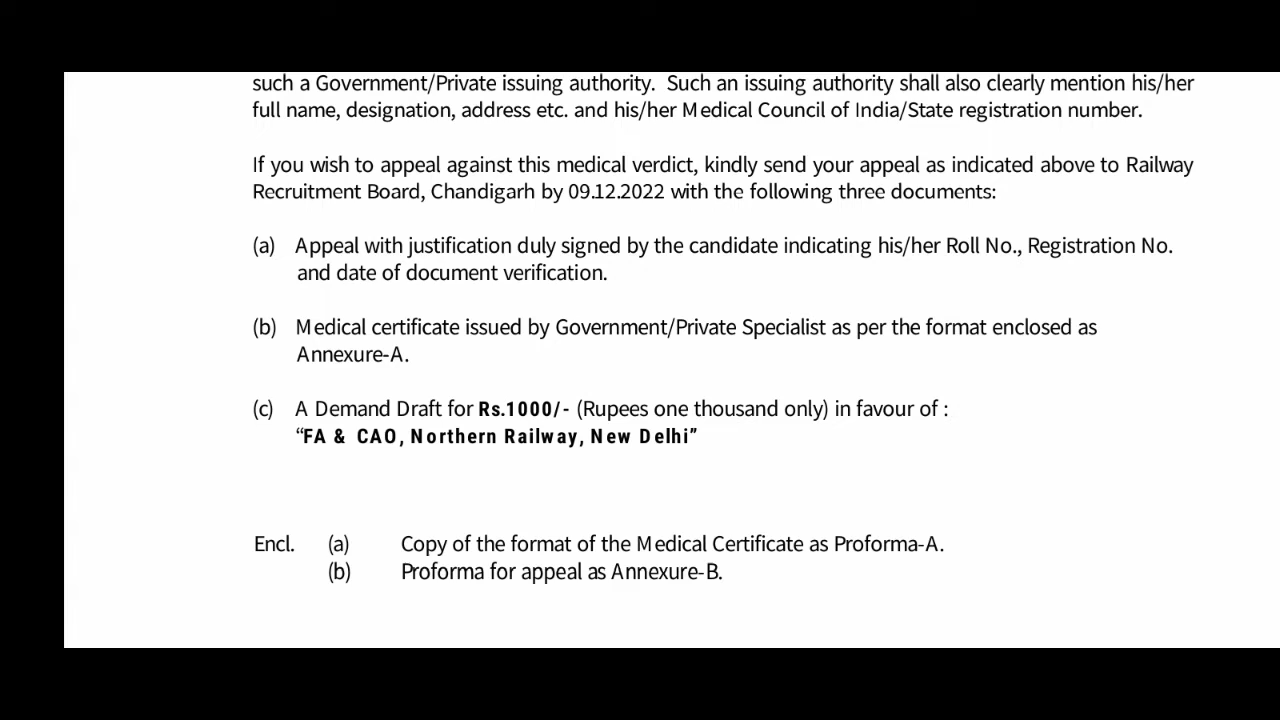 such a Government/Private issuing authority. Such an issuing authority shall also clearly mention his/her
full name, designation, address etc. and his/her Medical Council of India/State registration number.
If you wish to appeal against this medical verdict, kindly send your appeal as indicated above to Railway
Recruitment Board, Chandigarh by 09.12.2022 with the following three documents:
(a) Appeal with justification duly signed by the candidate indicating his/her Roll No., Registration No.
and date of document verification.
(b) Medical certificate issued by Government/Private Specialist as per the format enclosed as
Annexure-A.
(c) A Demand Draft for Rs.1000/- (Rupees one thousand only) in favour of :
“FA & CAO, Northern Railway, New Delhi”
Encl. (a) Copy of the format of the Medical Certificate as Proforma-A.
(b) Proforma for appeal as Annexure-B.